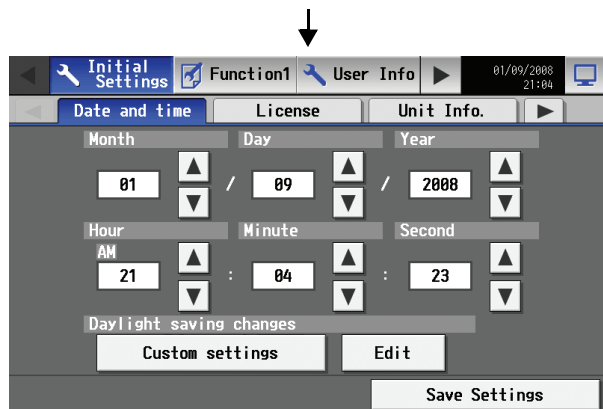 Initial Settings Function1 User Info 01/09/2008 21:04
Date and time License Unit Info.
Month Day Year
01 / 09 / 2008
Hour Minute Second
AM
21 : 04 : 23
Daylight saving changes
Custom settings Edit
Save Settings